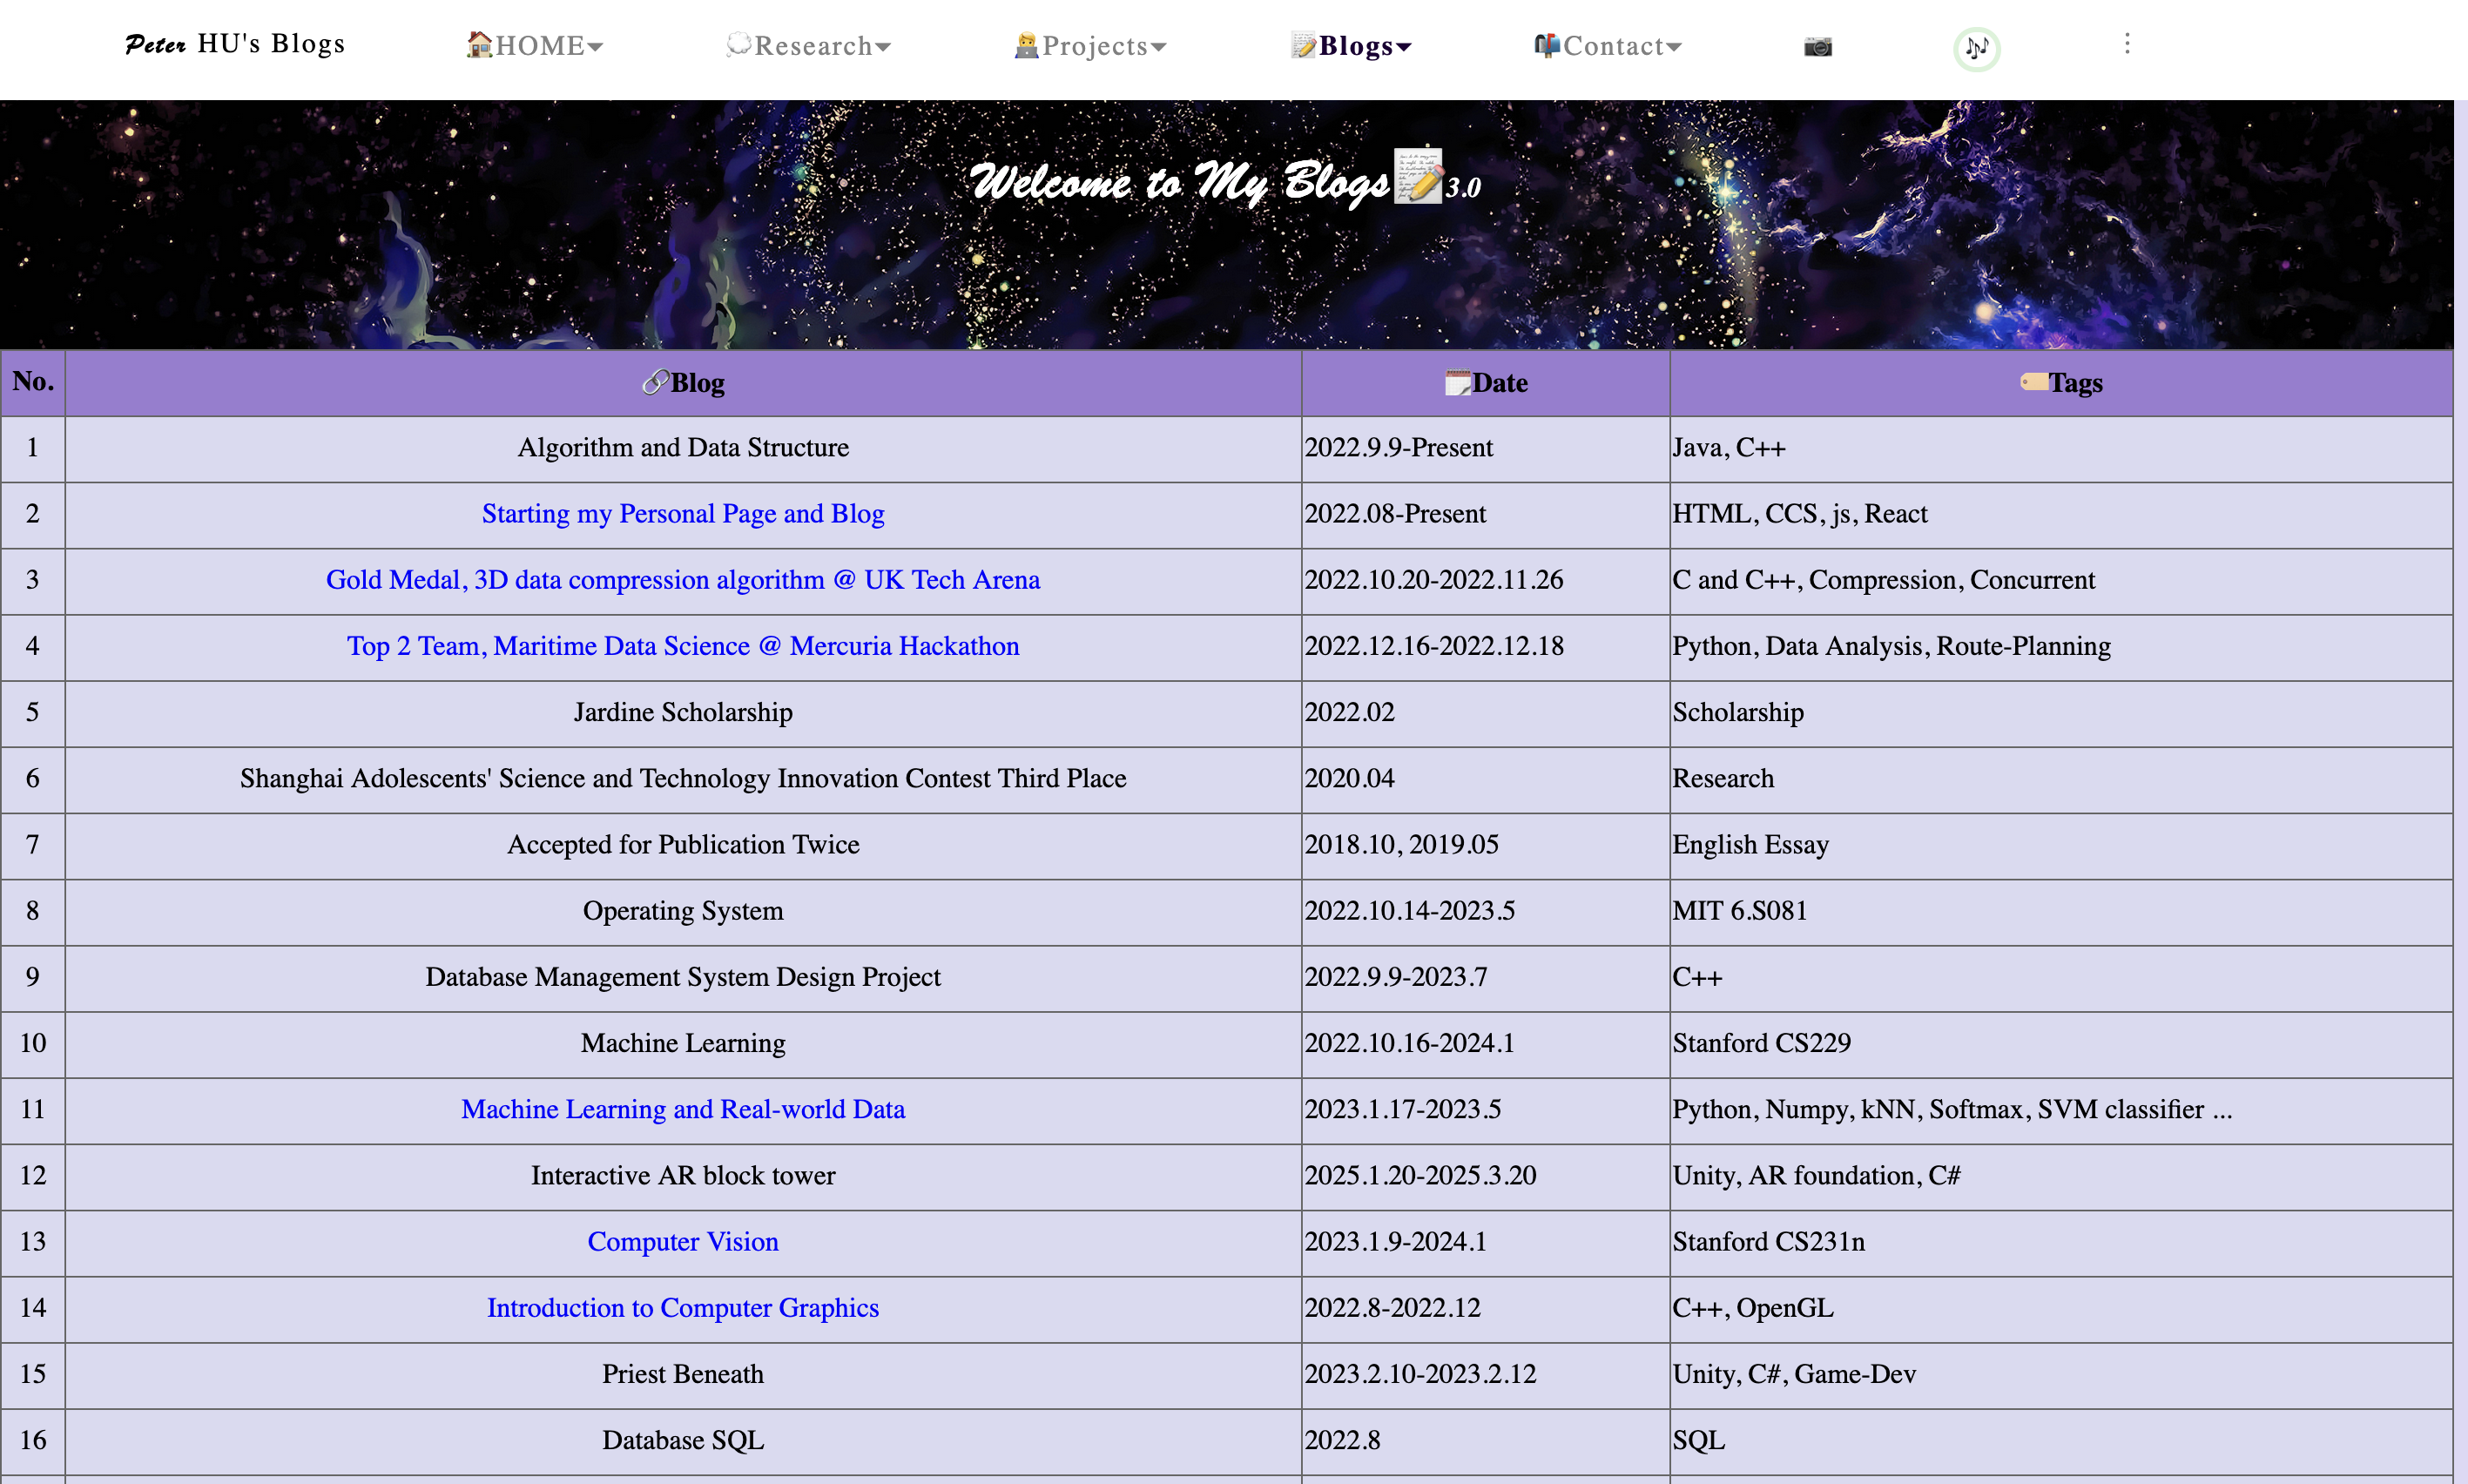 Peter HU's Blogs 🏠HOME 💭Research 🧑‍💻Projects 📝Blogs 📬Contact 📷 🎶 ⋮
Welcome to My Blogs📝3.0
No. 🔗Blog 🗓️Date 🏷️Tags
1 Algorithm and Data Structure 2022.9.9-Present Java, C++
2 Starting my Personal Page and Blog 2022.08-Present HTML, CCS, js, React
3 Gold Medal, 3D data compression algorithm @ UK Tech Arena 2022.10.20-2022.11.26 C and C++, Compression, Concurrent
4 Top 2 Team, Maritime Data Science @ Mercuria Hackathon 2022.12.16-2022.12.18 Python, Data Analysis, Route-Planning
5 Jardine Scholarship 2022.02 Scholarship
6 Shanghai Adolescents' Science and Technology Innovation Contest Third Place 2020.04 Research
7 Accepted for Publication Twice 2018.10, 2019.05 English Essay
8 Operating System 2022.10.14-2023.5 MIT 6.S081
9 Database Management System Design Project 2022.9.9-2023.7 C++
10 Machine Learning 2022.10.16-2024.1 Stanford CS229
11 Machine Learning and Real-world Data 2023.1.17-2023.5 Python, Numpy, kNN, Softmax, SVM classifier ...
12 Interactive AR block tower 2025.1.20-2025.3.20 Unity, AR foundation, C#
13 Computer Vision 2023.1.9-2024.1 Stanford CS231n
14 Introduction to Computer Graphics 2022.8-2022.12 C++, OpenGL
15 Priest Beneath 2023.2.10-2023.2.12 Unity, C#, Game-Dev
16 Database SQL 2022.8 SQL